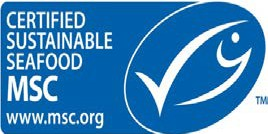 CERTIFIED
SUSTAINABLE
SEAFOOD
MSC
www.msc.org
TM